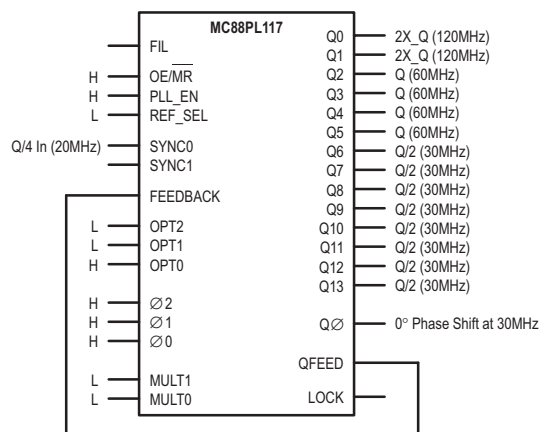 MC88PL117
FIL
H OE/MR
H PLL_EN
L REF_SEL
Q/4 In (20MHz) SYNC0
SYNC1
FEEDBACK
L OPT2
L OPT1
H OPT0
H ∅2
H ∅1
H ∅0
L MULT1
L MULT0
Q0 2X_Q (120MHz)
Q1 2X_Q (120MHz)
Q2 Q (60MHz)
Q3 Q (60MHz)
Q4 Q (60MHz)
Q5 Q (60MHz)
Q6 Q/2 (30MHz)
Q7 Q/2 (30MHz)
Q8 Q/2 (30MHz)
Q9 Q/2 (30MHz)
Q10 Q/2 (30MHz)
Q11 Q/2 (30MHz)
Q12 Q/2 (30MHz)
Q13 Q/2 (30MHz)
Q∅ 0° Phase Shift at 30MHz
QFEED
LOCK